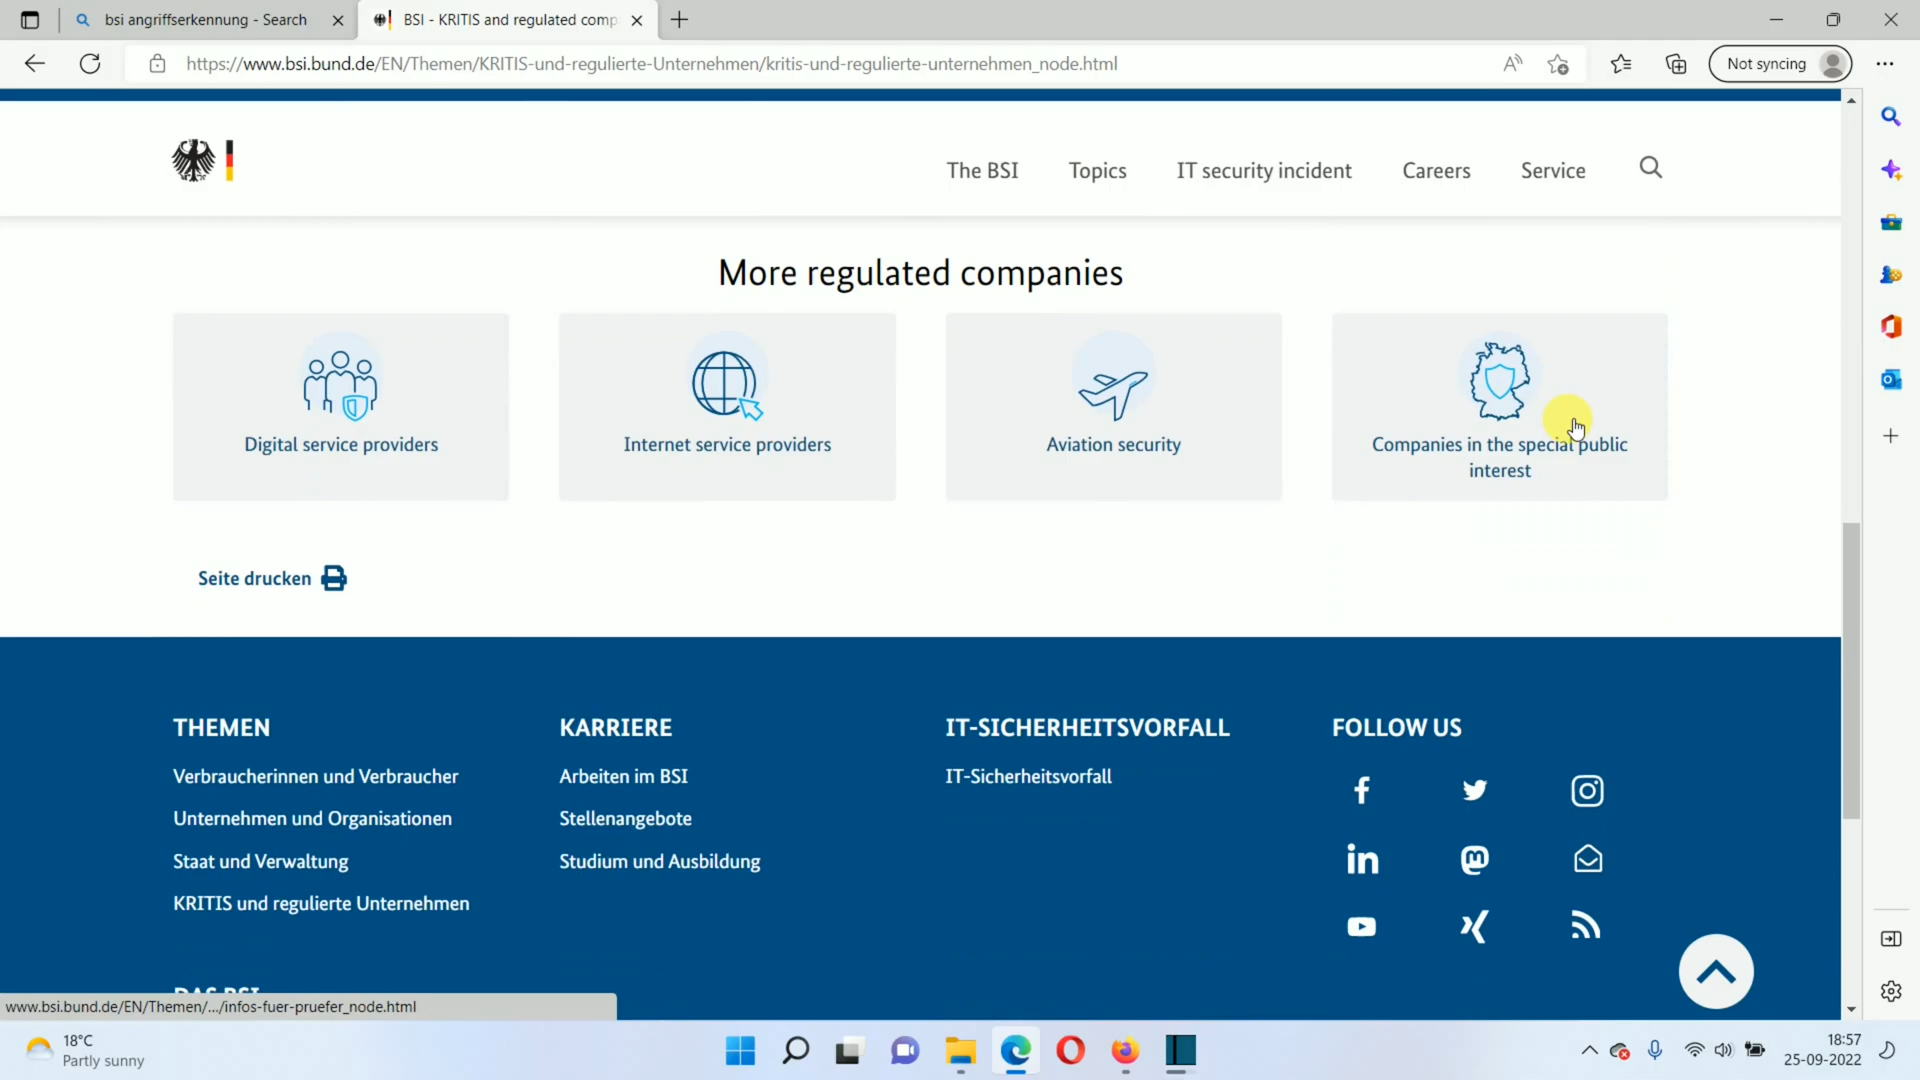 bsi angriffserkennung - Search
BSI - KRITIS and regulated comp
https://www.bsi.bund.de/EN/Themen/KRITIS-und-regulierte-Unternehmen/kritis-und-regulierte-unternehmen_node.html
Not syncing
The BSI
Topics
IT security incident
Careers
Service
More regulated companies
Digital service providers
Internet service providers
Aviation security
Companies in the special public
interest
Seite drucken
THEMEN
Verbraucherinnen und Verbraucher
Unternehmen und Organisationen
Staat und Verwaltung
KRITIS und regulierte Unternehmen
KARRIERE
Arbeiten im BSI
Stellenangebote
Studium und Ausbildung
IT-SICHERHEITSVORFALL
IT-Sicherheitsvorfall
FOLLOW US
DAS BSI
www.bsi.bund.de/EN/Themen/.../infos-fuer-pruefer_node.html
18°C
Partly sunny
18:57
25-09-2022